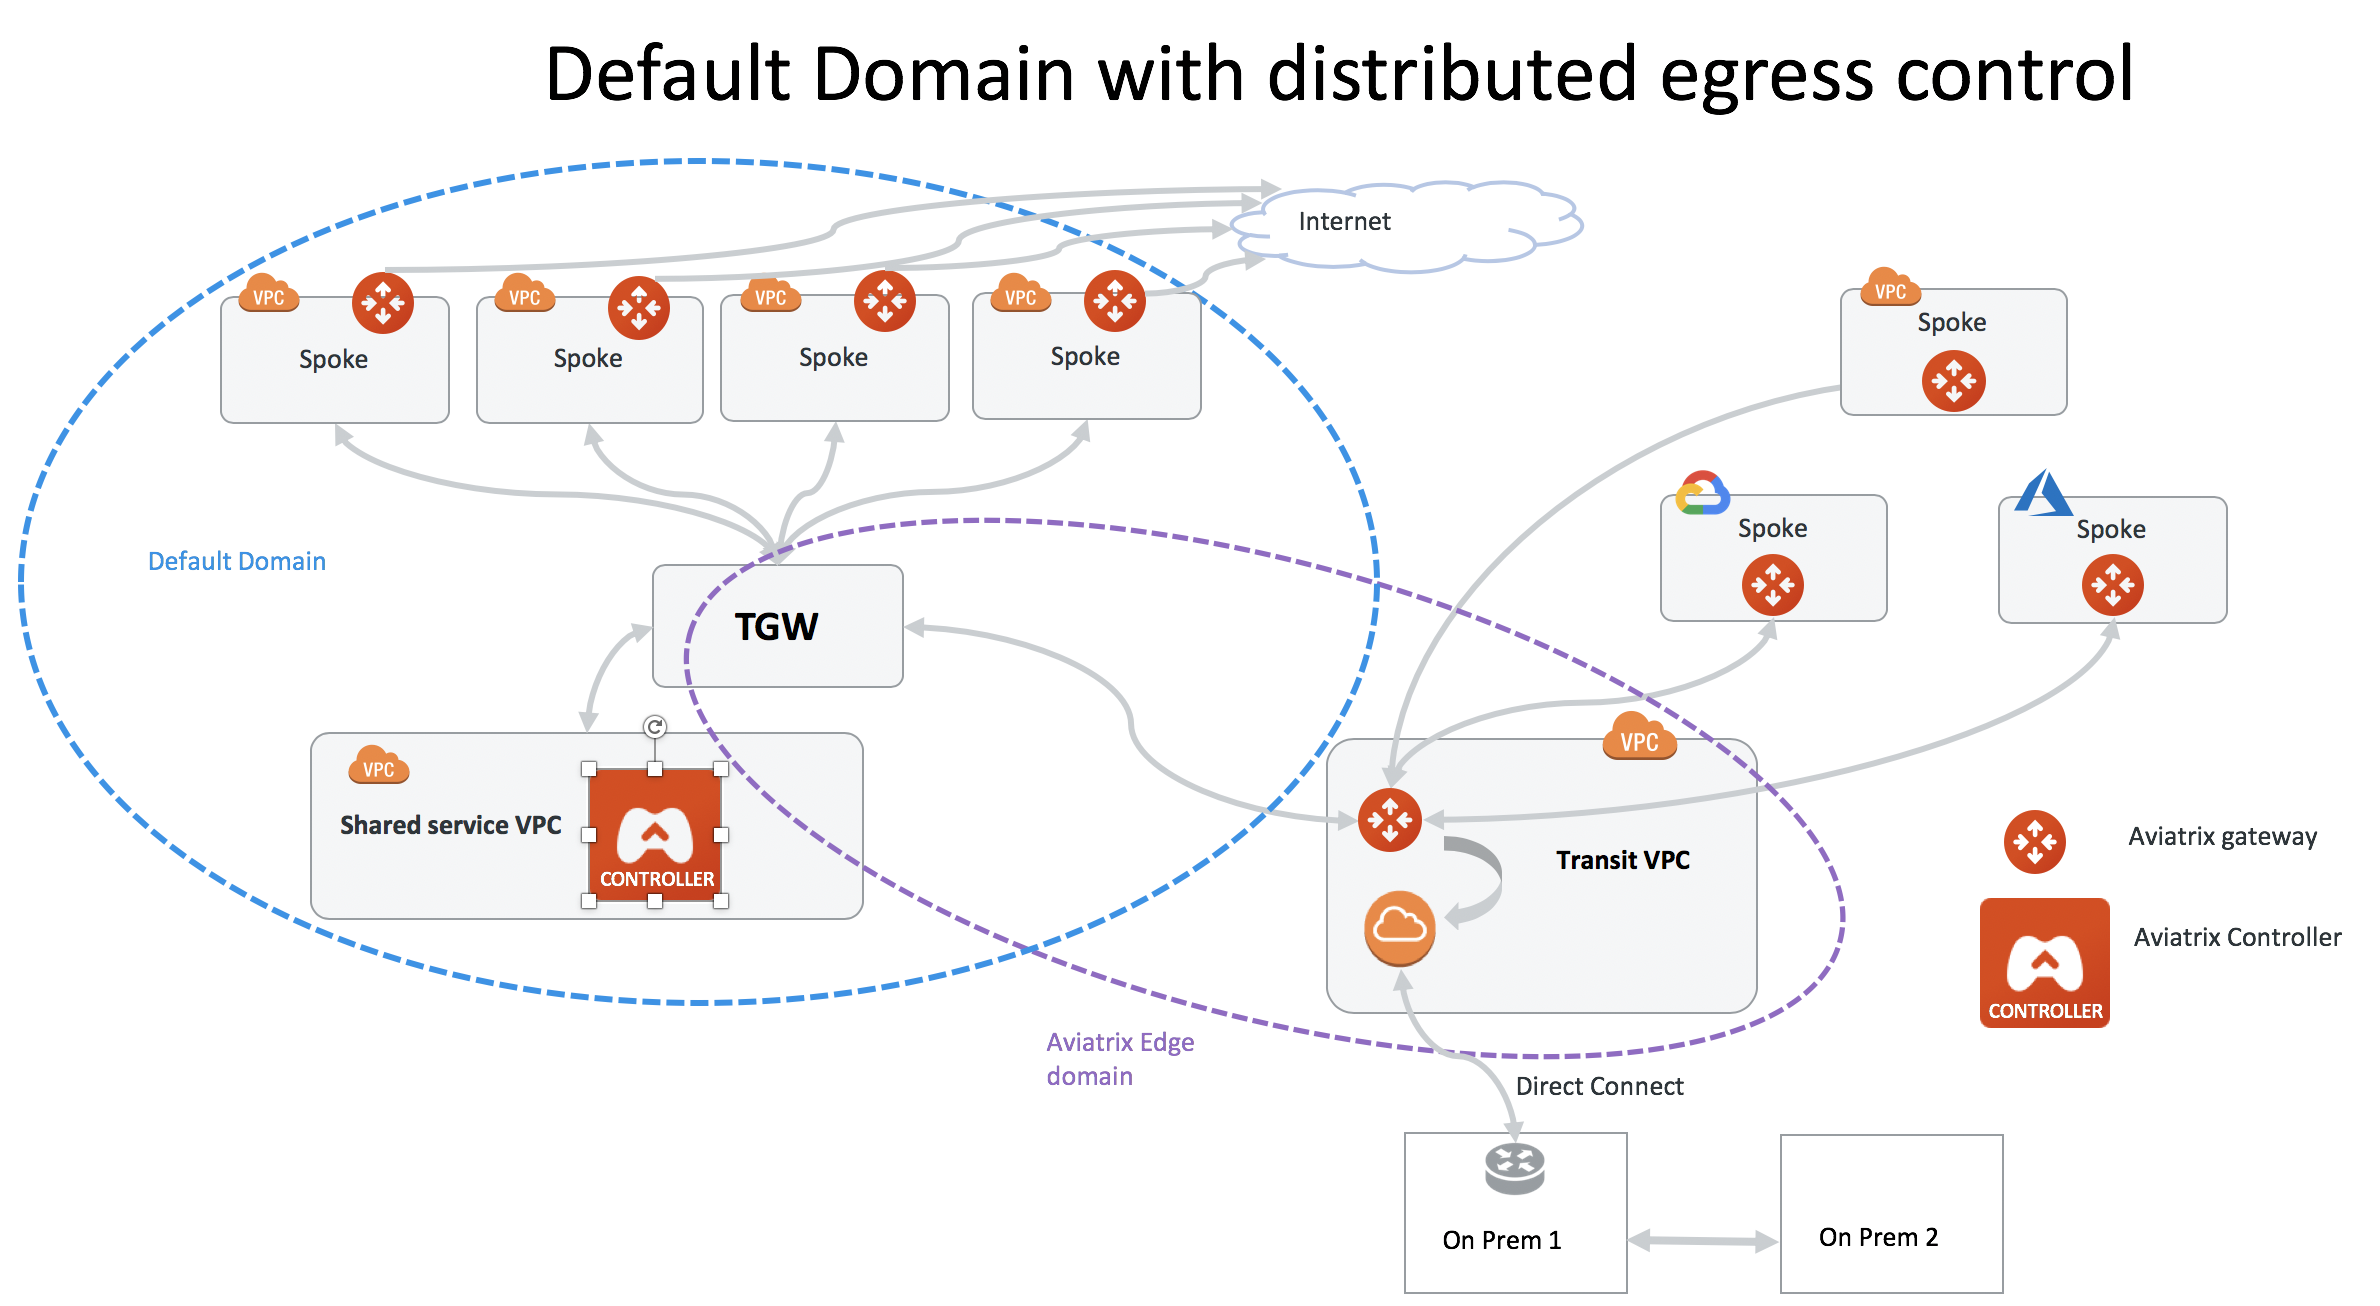 Default Domain with distributed egress control
Internet
VPC
VPC
VPC
VPC
VPC
Spoke
Spoke
Spoke
Spoke
Spoke
Spoke
Spoke
Default Domain
TGW
VPC
VPC
Shared service VPC
CONTROLLER
Transit VPC
Aviatrix gateway
Aviatrix Controller
CONTROLLER
Aviatrix Edge
domain
Direct Connect
On Prem 1
On Prem 2